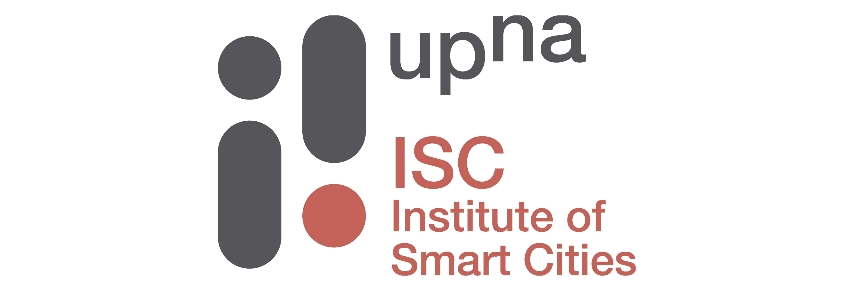 upna
ISC
Institute of
Smart Cities